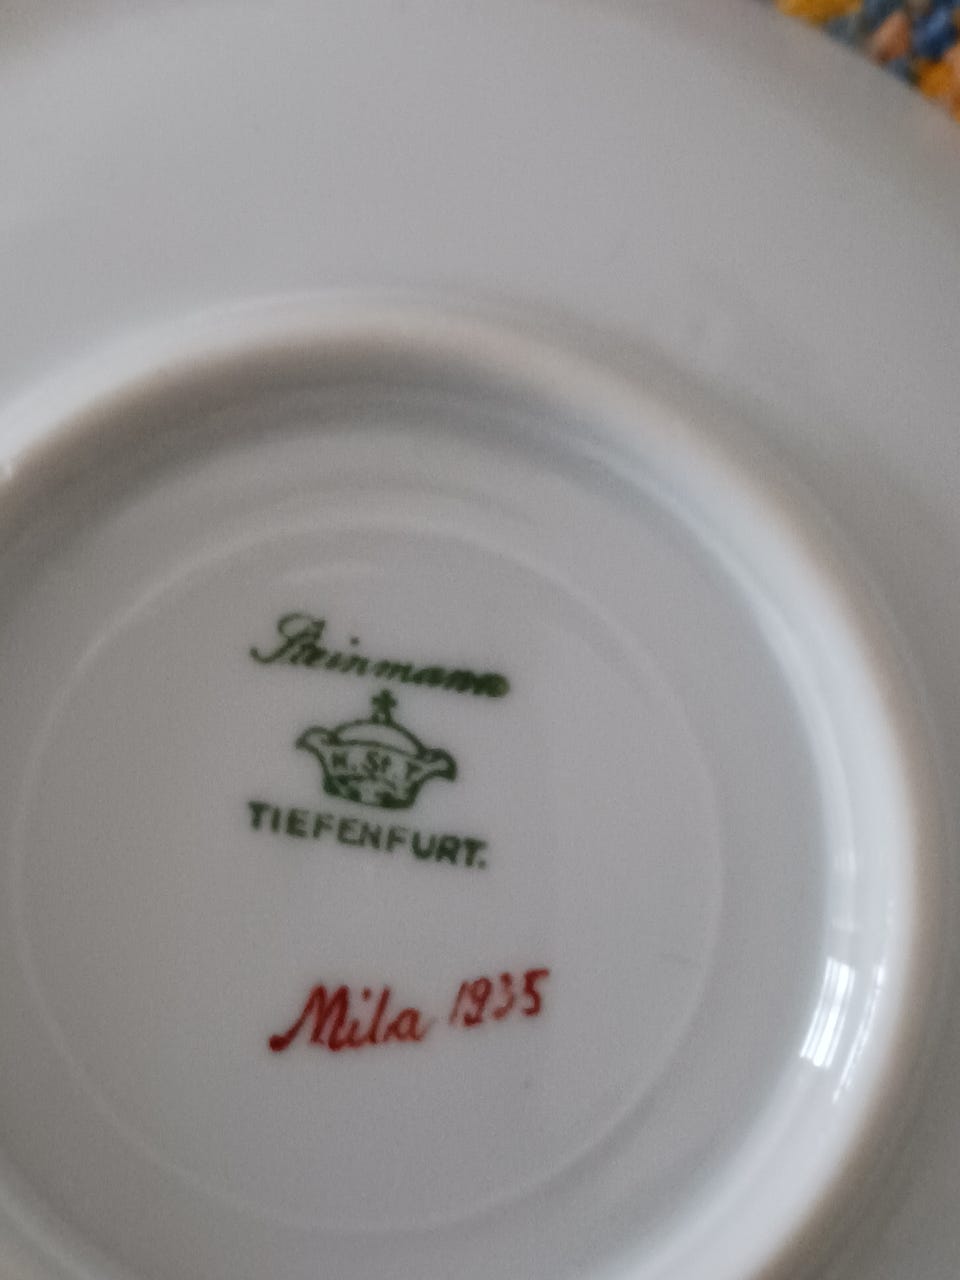 Steinmann
K. St. T
TIEFENFURT.
Mila 1935